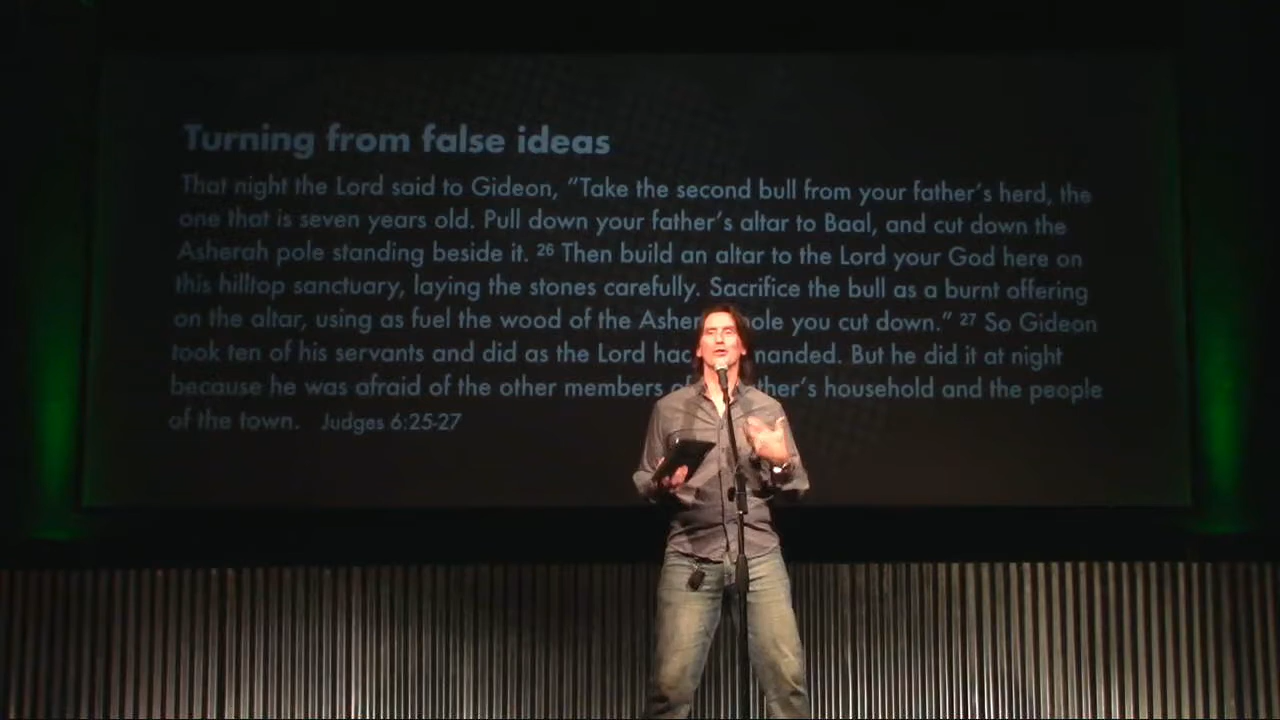 Turning from false ideas
That night the Lord said to Gideon, “Take the second bull from your father’s herd, the
one that is seven years old. Pull down your father’s altar to Baal, and cut down the
Asherah pole standing beside it. 26 Then build an altar to the Lord your God here on
this hilltop sanctuary, laying the stones carefully. Sacrifice the bull as a burnt offering
on the altar, using as fuel the wood of the Asher ole you cut down.” 27 So Gideon
took ten of his servants and did as the Lord had manded. But he did it at night
because he was afraid of the other members of ther’s household and the people
of the town. Judges 6:25-27